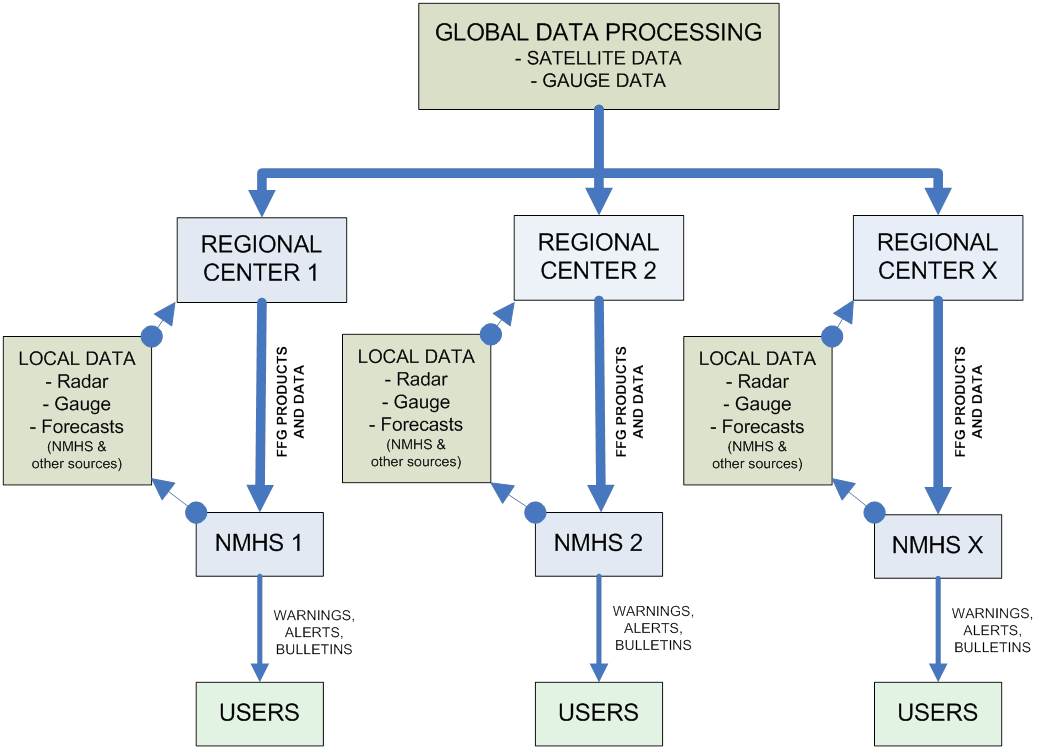 GLOBAL DATA PROCESSING
- SATELLITE DATA
- GAUGE DATA
REGIONAL
CENTER 1
REGIONAL
CENTER 2
REGIONAL
CENTER X
LOCAL DATA
- Radar
- Gauge
- Forecasts
(NMHS &
other sources)
FFG PRODUCTS
AND DATA
LOCAL DATA
- Radar
- Gauge
- Forecasts
(NMHS &
other sources)
FFG PRODUCTS
AND DATA
LOCAL DATA
- Radar
- Gauge
- Forecasts
(NMHS &
other sources)
FFG PRODUCTS
AND DATA
NMHS 1
NMHS 2
NMHS X
WARNINGS,
ALERTS,
BULLETINS
WARNINGS,
ALERTS,
BULLETINS
WARNINGS,
ALERTS,
BULLETINS
USERS
USERS
USERS